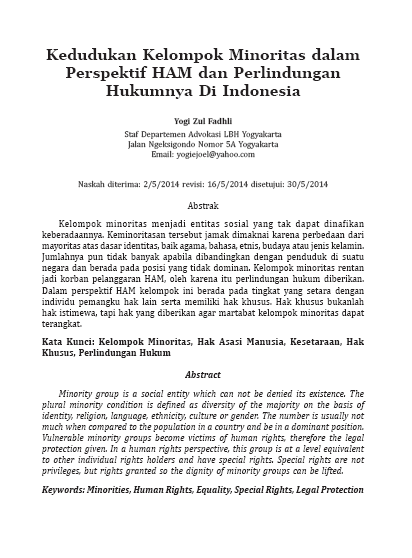 Kedudukan Kelompok Minoritas dalam
Perspektif HAM dan Perlindungan
Hukumnya Di Indonesia
Yogi Zul Fadhli
Staf Departemen Advokasi LBH Yogyakarta
Jalan Ngeksigondo Nomor 5A Yogyakarta
Email: yogiejoel@yahoo.com
Naskah diterima: 2/5/2014 revisi: 16/5/2014 disetujui: 30/5/2014
Abstrak
Kelompok minoritas menjadi entitas sosial yang tak dapat dinafikan
keberadaannya. Keminoritasan tersebut jamak dimaknai karena perbedaan dari
mayoritas atas dasar identitas, baik agama, bahasa, etnis, budaya atau jenis kelamin.
Jumlahnya pun tidak banyak apabila dibandingkan dengan penduduk di suatu
negara dan berada pada posisi yang tidak dominan. Kelompok minoritas rentan
jadi korban pelanggaran HAM, oleh karena itu perlindungan hukum diberikan.
Dalam perspektif HAM kelompok ini berada pada tingkat yang setara dengan
individu pemangku hak lain serta memiliki hak khusus. Hak khusus bukanlah
hak istimewa, tapi hak yang diberikan agar martabat kelompok minoritas dapat
terangkat.
Kata Kunci: Kelompok Minoritas, Hak Asasi Manusia, Kesetaraan, Hak
Khusus, Perlindungan Hukum
Abstract
Minority group is a social entity which can not be denied its existence. The
plural minority condition is defined as diversity of the majority on the basis of
identity, religion, language, ethnicity, culture or gender. The number is usually not
much when compared to the population in a country and be in a dominant position.
Vulnerable minority groups become victims of human rights, therefore the legal
protection given. In a human rights perspective, this group is at a level equivalent
to other individual rights holders and have special rights. Special rights are not
privileges, but rights granted so the dignity of minority groups can be lifted.
Keywords: Minorities, Human Rights, Equality, Special Rights, Legal Protection